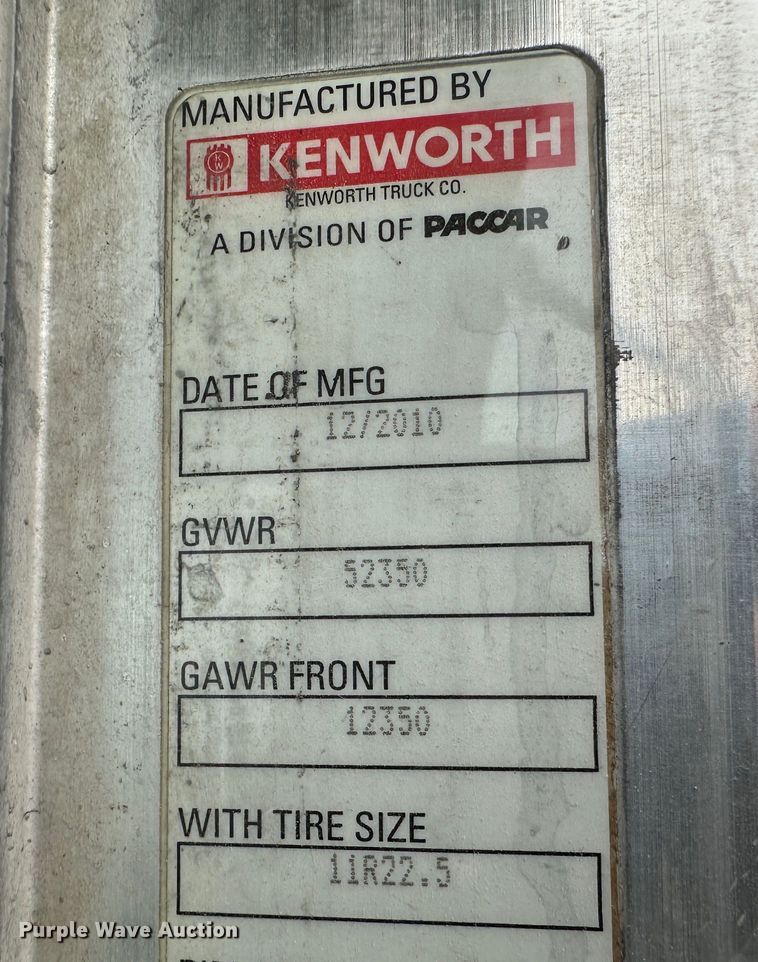 MANUFACTURED BY
KW KENWORTH
KENWORTH TRUCK CO.
A DIVISION OF PACCAR
DATE OF MFG
12/2010
GVWR
52350
GAWR FRONT
12350
WITH TIRE SIZE
11R22.5
Purple Wave Auction